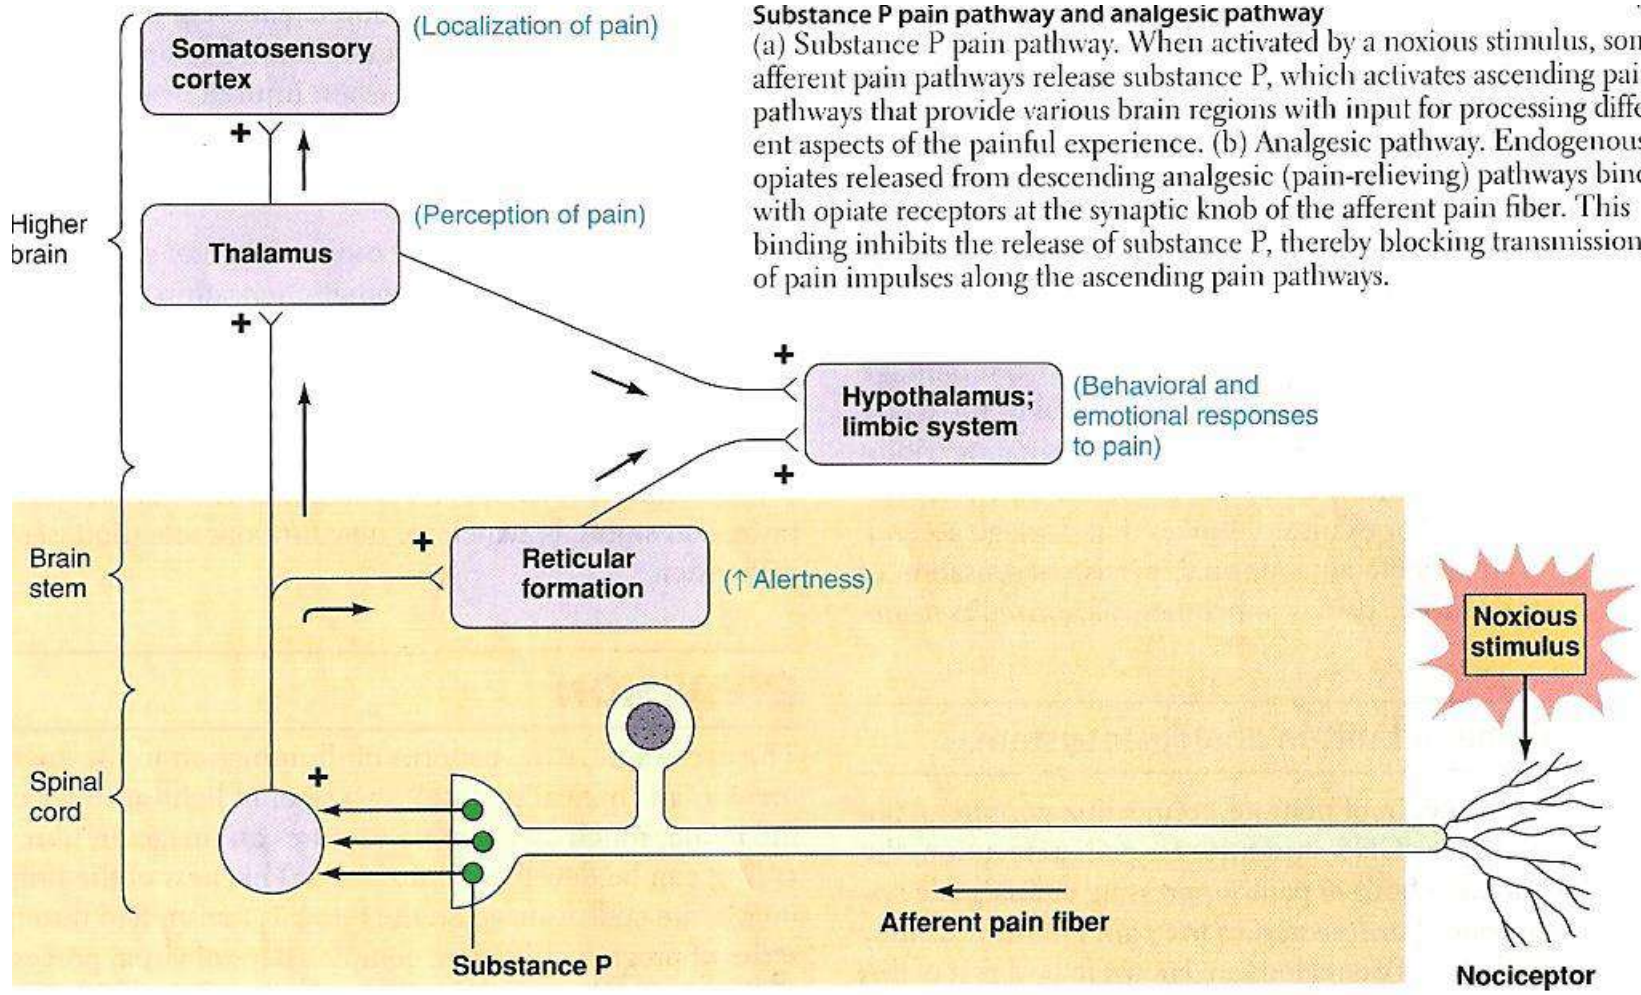 Substance P pain pathway and analgesic pathway
(a) Substance P pain pathway. When activated by a noxious stimulus,
afferent pain pathways release substance P, which activates ascending
pathways that provide various brain regions with input for processing
ent aspects of the painful experience. (b) Analgesic pathway.
opiates released from descending analgesic (pain-relieving) pathways
with opiate receptors at the synaptic knob of the afferent pain fiber. This
binding inhibits the release of substance P, thereby blocking transmission
of pain impulses along the ascending pain pathways.
Somatosensory
cortex
(Localization of pain)
+
Higher
brain
Thalamus
(Perception of pain)
+
+
Hypothalamus;
limbic system
(Behavioral and
emotional responses
to pain)
+
Brain
stem
+
Reticular
formation
(↑ Alertness)
Noxious
stimulus
Spinal
cord
+
Afferent pain fiber
Substance P
Nociceptor